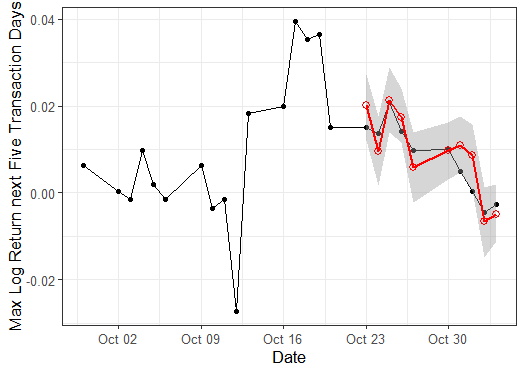 Max Log Return next Five Transaction Days
0.04
0.02
0.00
-0.02
Oct 02 Oct 09 Oct 16 Oct 23 Oct 30
Date